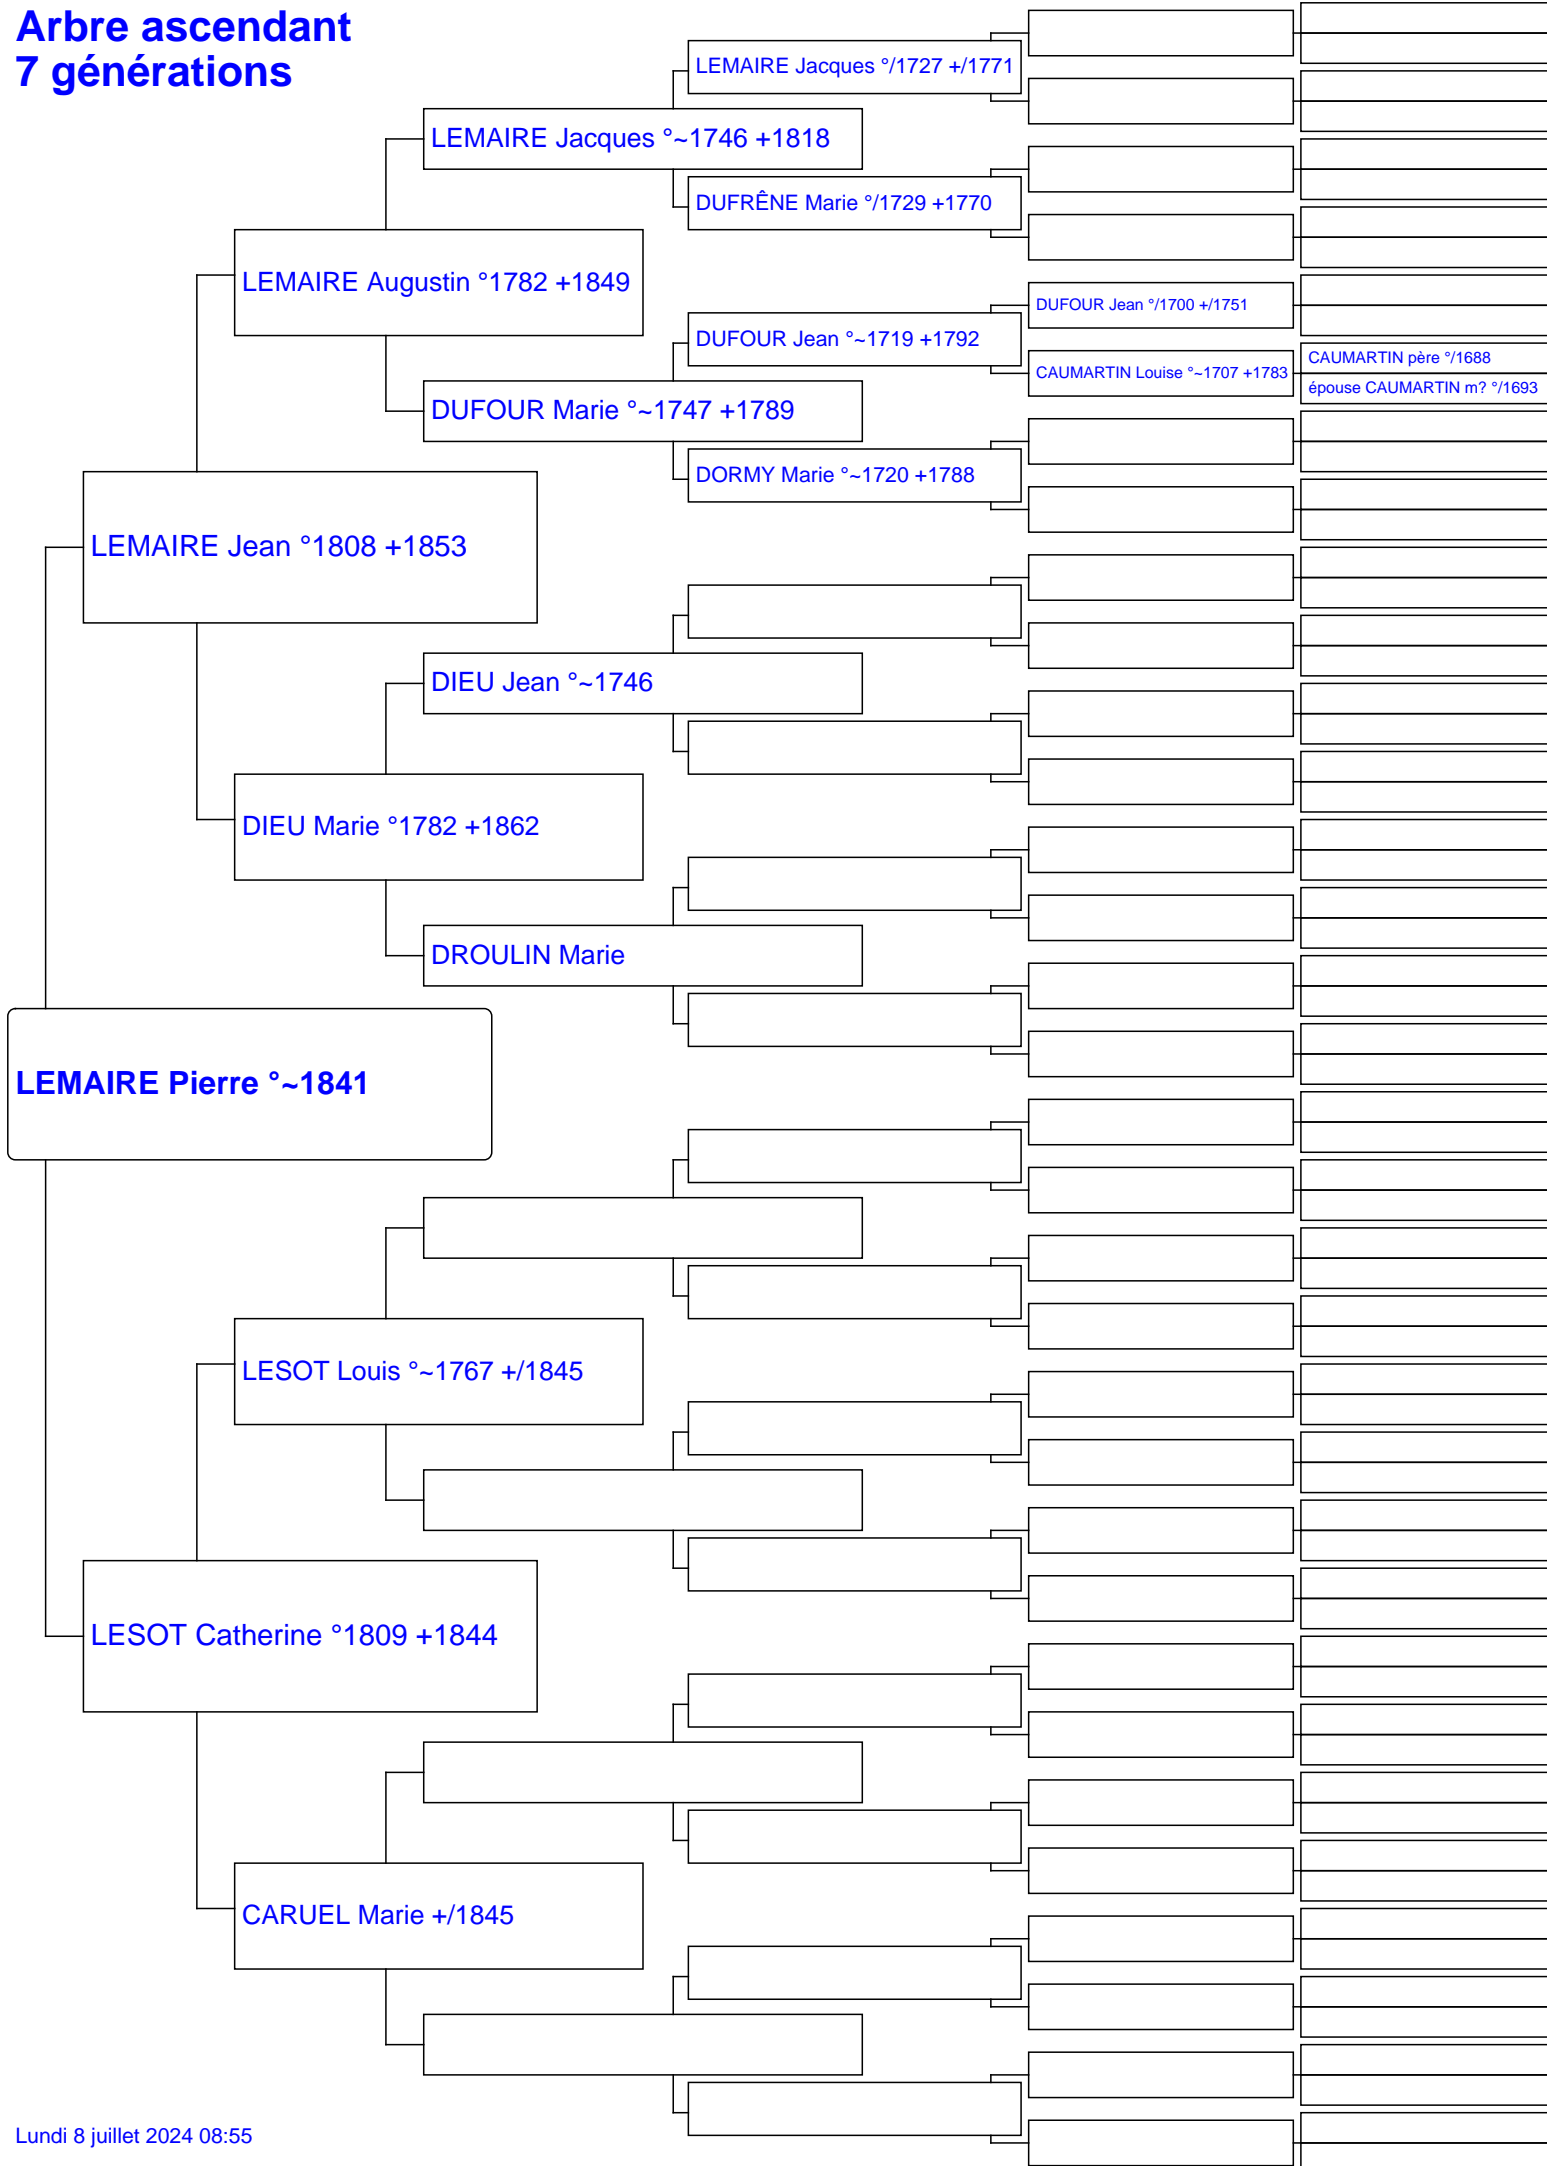 Arbre ascendant
7 générations
LEMAIRE Jacques °/1727 +/1771
LEMAIRE Jacques °~1746 +1818
DUFRÊNE Marie °/1729 +1770
LEMAIRE Augustin °1782 +1849
DUFOUR Jean °/1700 +/1751
DUFOUR Jean °~1719 +1792
CAUMARTIN père °/1688
CAUMARTIN Louise °~1707 +1783
épouse CAUMARTIN m? °/1693
DUFOUR Marie °~1747 +1789
DORMY Marie °~1720 +1788
LEMAIRE Jean °1808 +1853
DIEU Jean °~1746
DIEU Marie °1782 +1862
DROULIN Marie
LEMAIRE Pierre °~1841
LESOT Louis °~1767 +/1845
LESOT Catherine °1809 +1844
CARUEL Marie +/1845
Lundi 8 juillet 2024 08:55